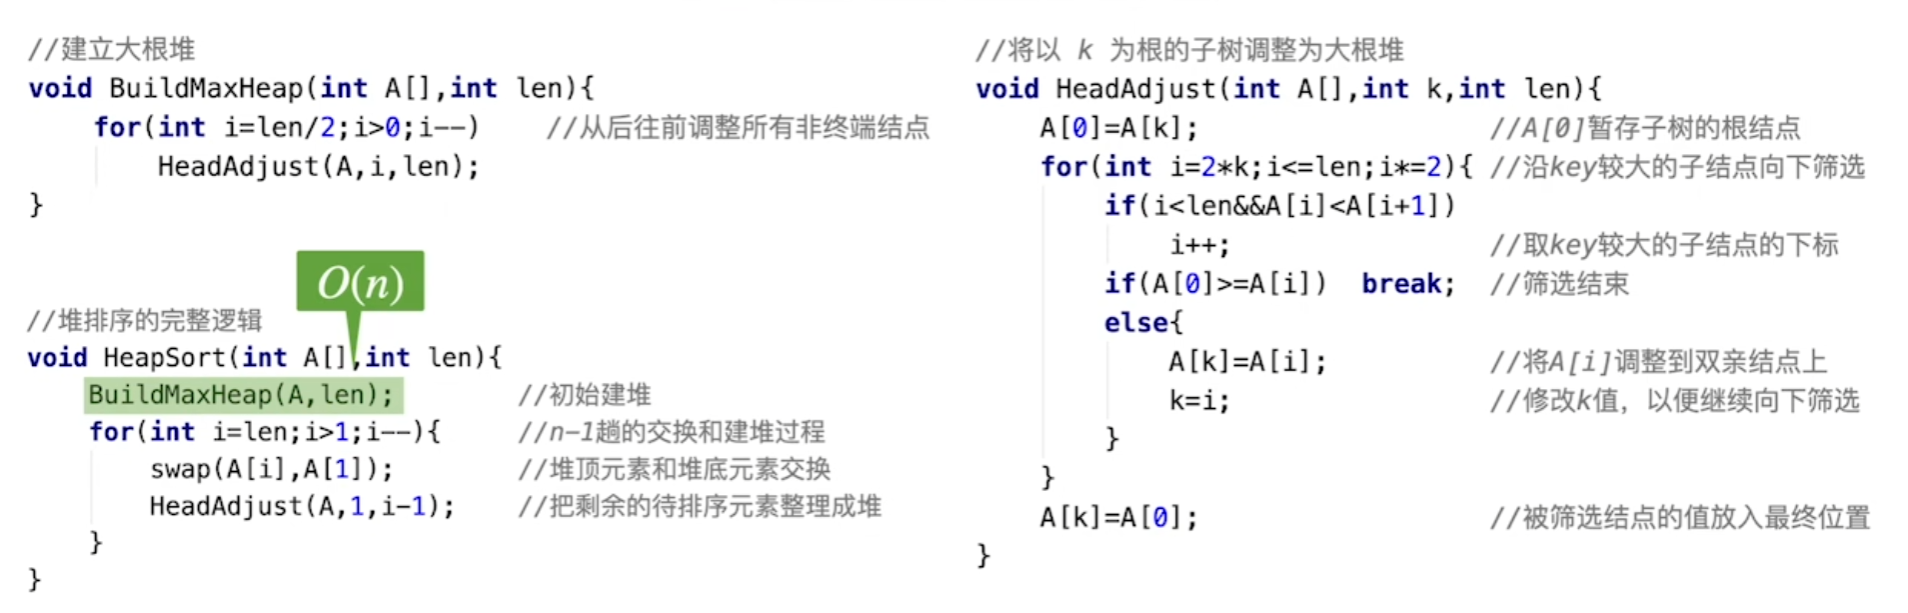 //建立大根堆
void BuildMaxHeap(int A[],int len){
for(int i=len/2;i>0;i--) //从后往前调整所有非终端结点
HeadAdjust(A,i,len);
}
O(n)
//堆排序的完整逻辑
void HeapSort(int A[],int len){
BuildMaxHeap(A,len); //初始建堆
for(int i=len;i>1;i--){ //n-1趟的交换和建堆过程
swap(A[i],A[1]); //堆顶元素和堆底元素交换
HeadAdjust(A,1,i-1); //把剩余的待排序元素整理成堆
}
}
//将以 k 为根的子树调整为大根堆
void HeadAdjust(int A[],int k,int len){
A[0]=A[k]; //A[0]暂存子树的根结点
for(int i=2*k;i<=len;i*=2){ //沿key较大的子结点向下筛选
if(i<len&&A[i]<A[i+1])
i++; //取key较大的子结点的下标
if(A[0]>=A[i]) break; //筛选结束
else{
A[k]=A[i]; //将A[i]调整到双亲结点上
k=i; //修改k值，以便继续向下筛选
}
}
A[k]=A[0]; //被筛选结点的值放入最终位置
}